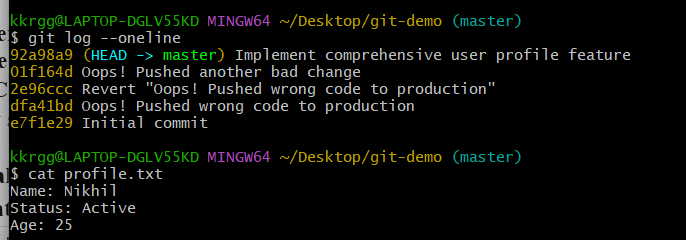 kkrgg@LAPTOP-DGLV55KD MINGW64 ~/Desktop/git-demo (master)
$ git log --oneline
92a98a9 (HEAD -> master) Implement comprehensive user profile feature
01f164d Oops! Pushed another bad change
2e96ccc Revert "Oops! Pushed wrong code to production"
dfa41bd Oops! Pushed wrong code to production
e7f1e29 Initial commit
kkrgg@LAPTOP-DGLV55KD MINGW64 ~/Desktop/git-demo (master)
$ cat profile.txt
Name: Nikhil
Status: Active
Age: 25